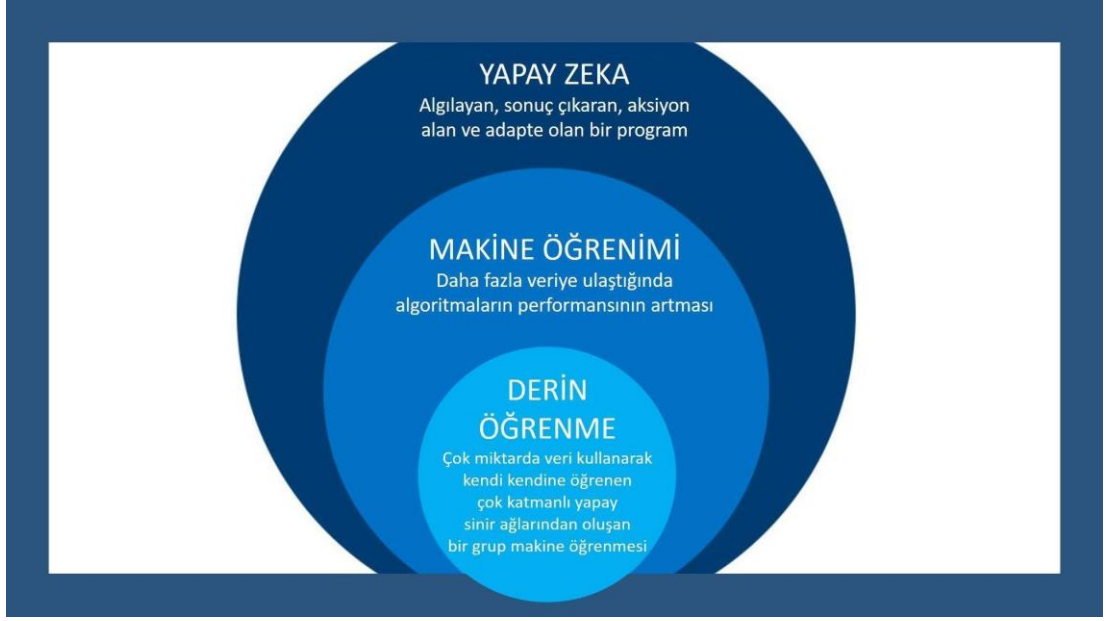 YAPAY ZEKA
Algılayan, sonuç çıkaran, aksiyon
alan ve adapte olan bir program
MAKİNE ÖĞRENİMİ
Daha fazla veriye ulaştığında
algoritmaların performansının artması
DERİN
ÖĞRENME
Çok miktarda veri kullanarak
kendi kendine öğrenen
çok katmanlı yapay
sinir ağlarından oluşan
bir grup makine öğrenmesi